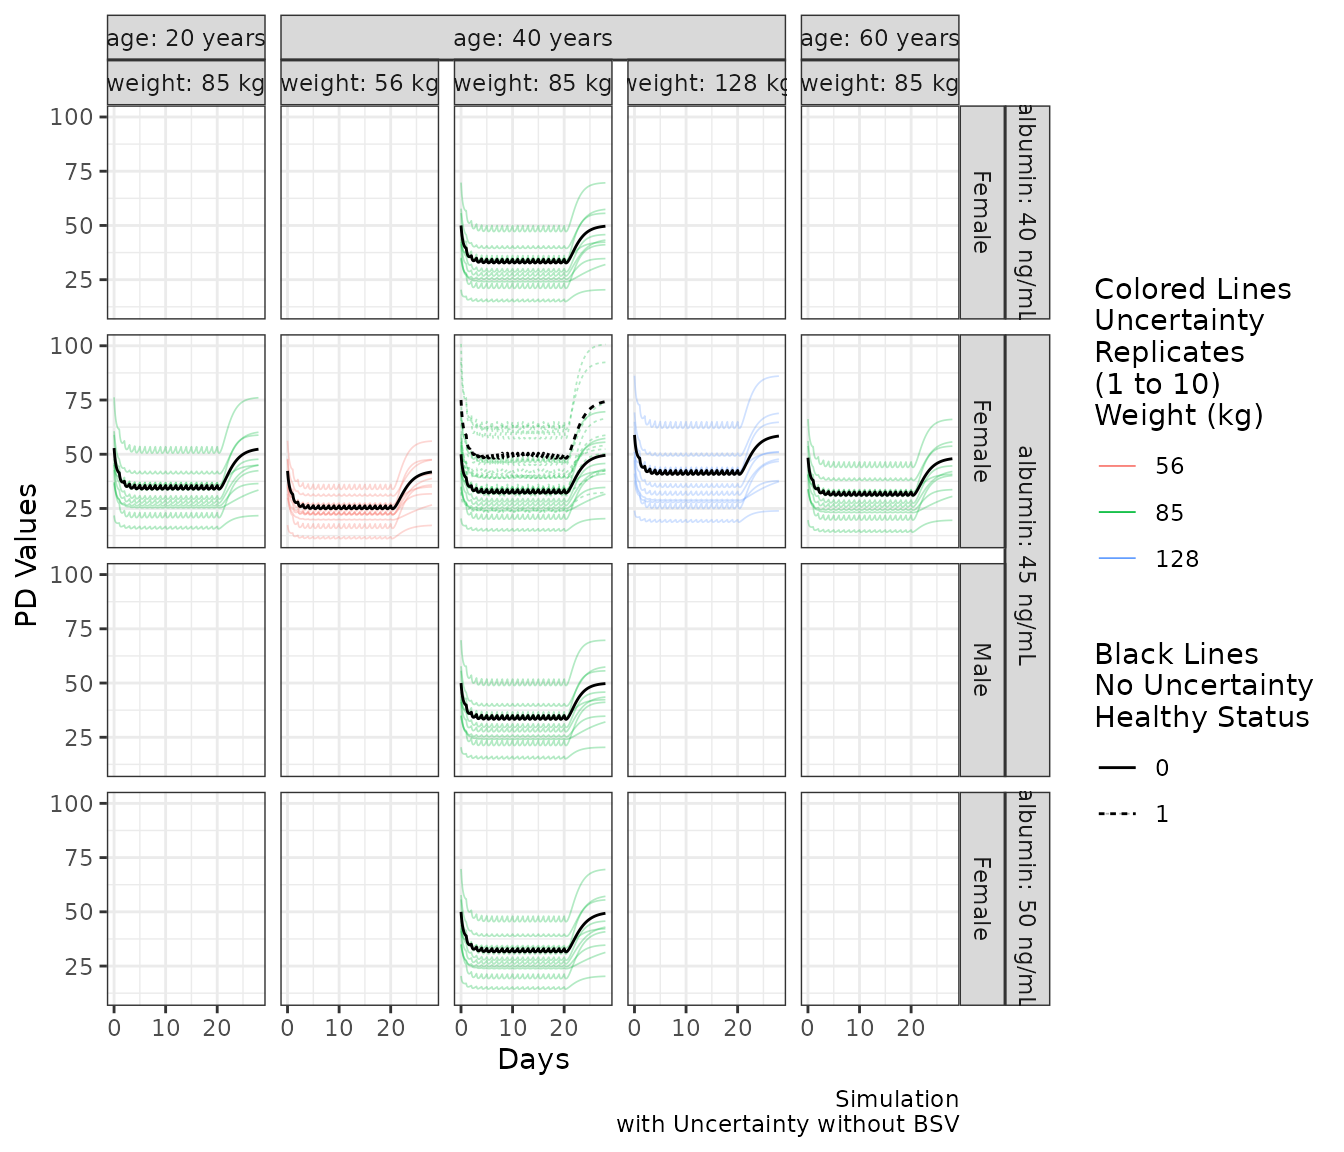 age: 20 years
age: 40 years
age: 60 years
weight: 85 kg
weight: 56 kg
weight: 85 kg
weight: 128 kg
weight: 85 kg
100
75
50
25
Female
albumin: 40 ng/mL
100
75
50
25
Female
albumin: 45 ng/mL
100
75
50
25
Male
100
75
50
25
Female
albumin: 50 ng/mL
PD Values
0 10 20
0 10 20
0 10 20
0 10 20
0 10 20
Days
Simulation
with Uncertainty without BSV
Colored Lines
Uncertainty
Replicates
(1 to 10)
Weight (kg)
56
85
128
Black Lines
No Uncertainty
Healthy Status
0
1